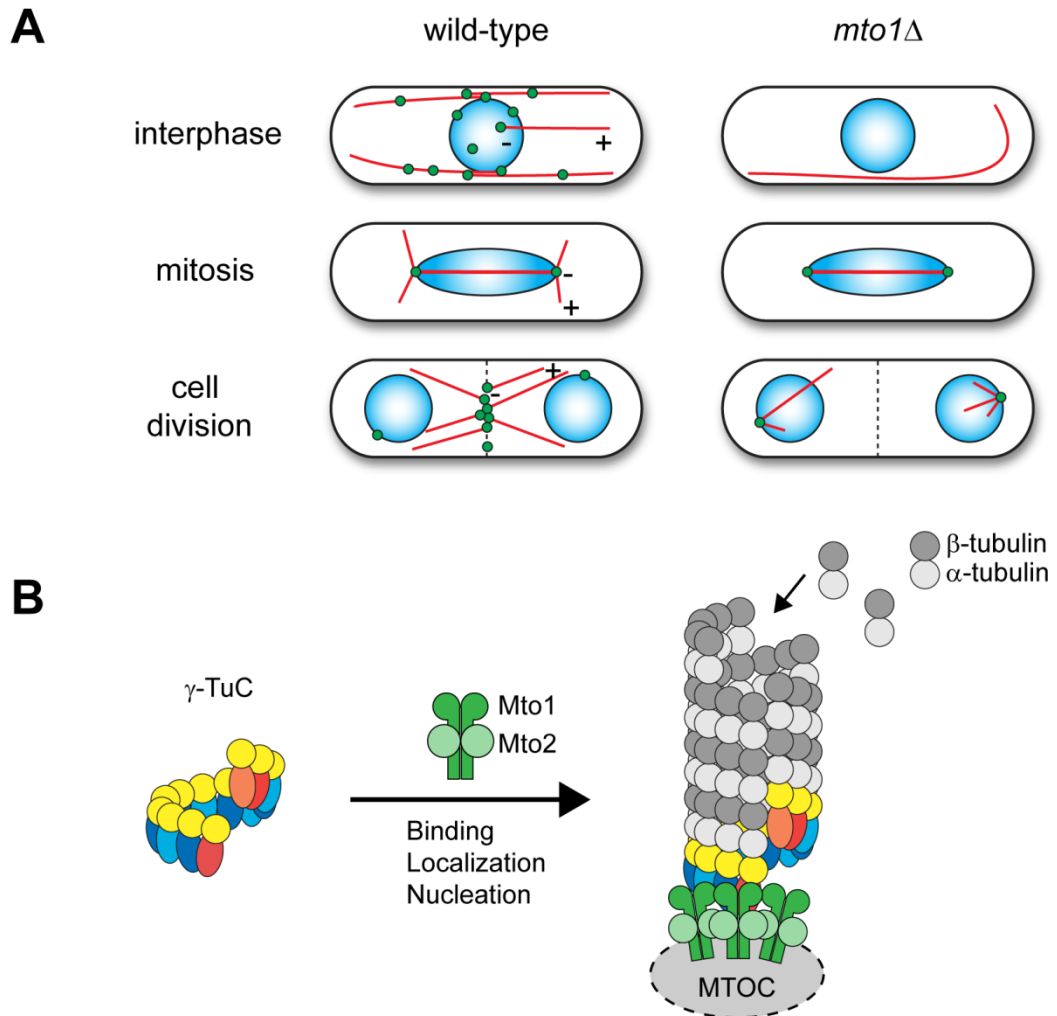 A
wild-type
mto1Δ
interphase
-
+
mitosis
-
+
cell
division
+
-
B
β-tubulin
α-tubulin
γ-TuC
Mto1
Mto2
Binding
Localization
Nucleation
MTOC